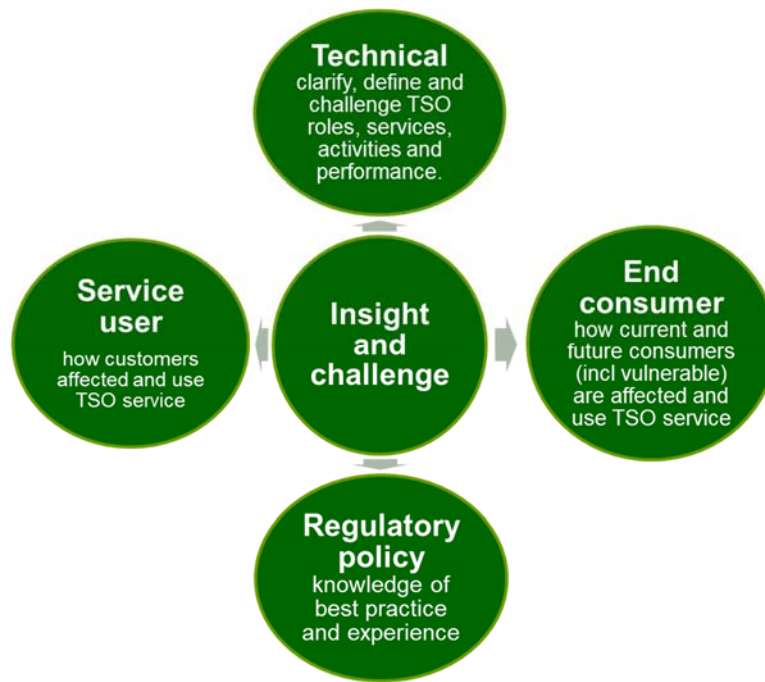 Technical
clarify, define and
challenge TSO
roles, services,
activities and
performance.
Service
user
how customers
affected and use
TSO service
Insight
and
challenge
End
consumer
how current and
future consumers
(incl vulnerable)
are affected and
use TSO service
Regulatory
policy
knowledge of
best practice
and experience